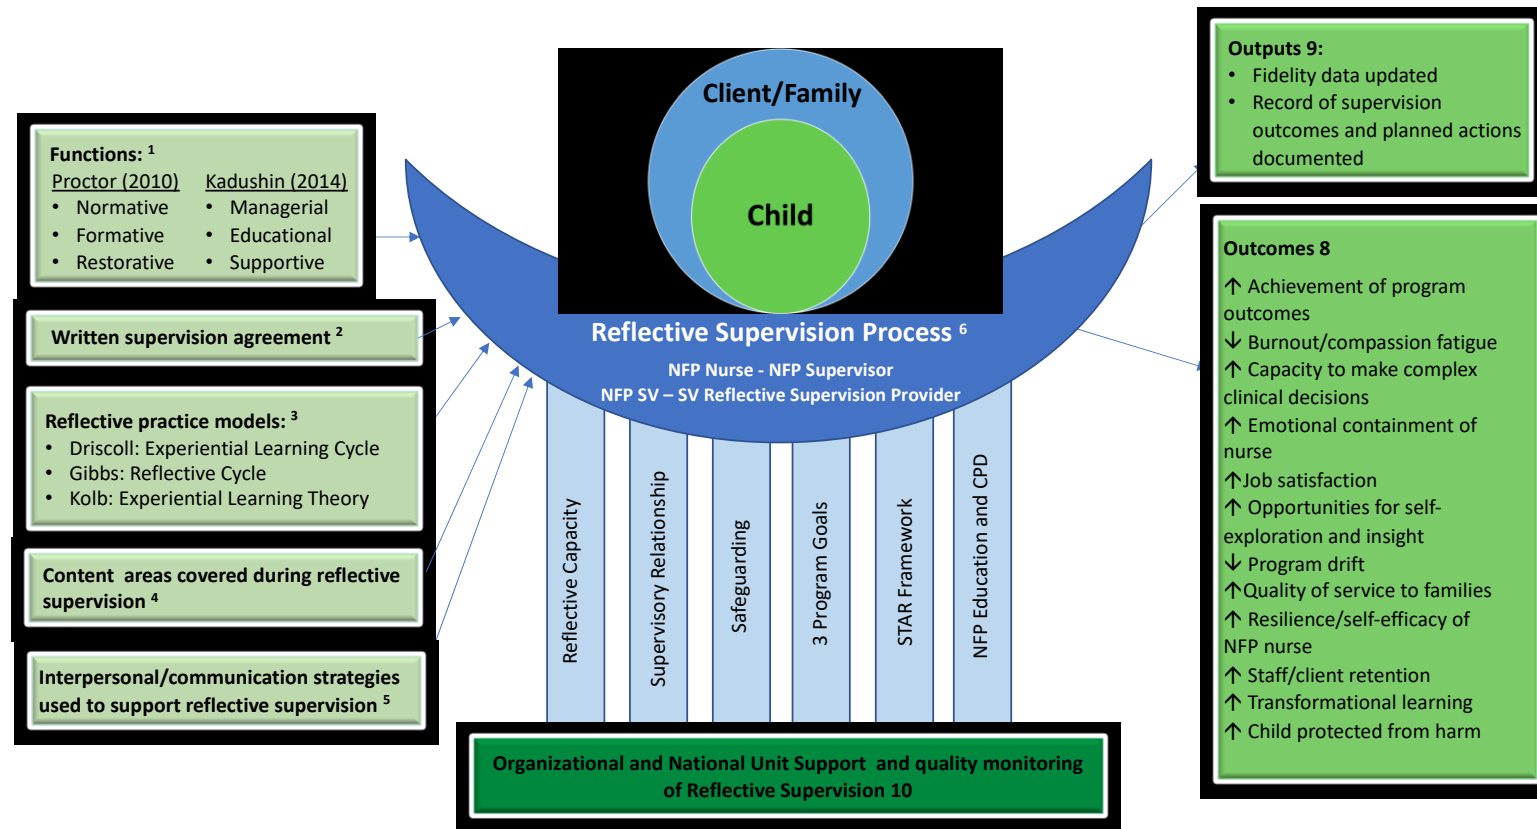 Functions: 1
Proctor (2010)
• Normative
• Formative
• Restorative
Kadushin (2014)
• Managerial
• Educational
• Supportive
Written supervision agreement 2
Reflective practice models: 3
• Driscoll: Experiential Learning Cycle
• Gibbs: Reflective Cycle
• Kolb: Experiential Learning Theory
Content areas covered during reflective
supervision 4
Interpersonal/communication strategies
used to support reflective supervision 5
Client/Family
Child
Reflective Supervision Process 6
NFP Nurse - NFP Supervisor
NFP SV – SV Reflective Supervision Provider
Reflective Capacity
Supervisory Relationship
Safeguarding
3 Program Goals
STAR Framework
NFP Education and CPD
Organizational and National Unit Support and quality monitoring
of Reflective Supervision 10
Outputs 9:
• Fidelity data updated
• Record of supervision
outcomes and planned actions
documented
Outcomes 8
↑ Achievement of program
outcomes
↓ Burnout/compassion fatigue
↑ Capacity to make complex
clinical decisions
↑ Emotional containment of
nurse
↑Job satisfaction
↑ Opportunities for self-
exploration and insight
↓ Program drift
↑Quality of service to families
↑ Resilience/self-efficacy of
NFP nurse
↑ Staff/client retention
↑ Transformational learning
↑ Child protected from harm